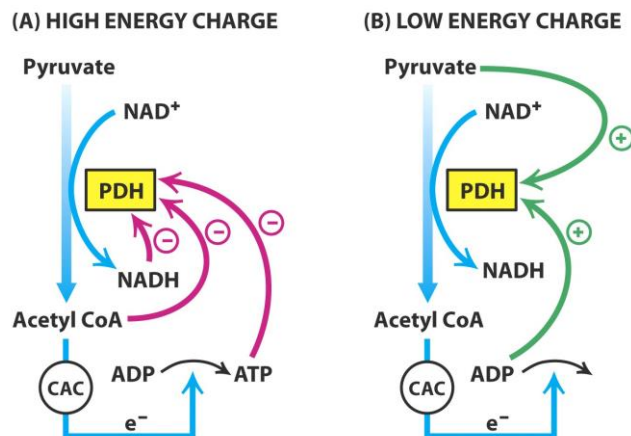 (A) HIGH ENERGY CHARGE
Pyruvate
NAD⁺
PDH
NADH
Acetyl CoA
CAC
ADP
ATP
e⁻
−
−
−
(B) LOW ENERGY CHARGE
Pyruvate
NAD⁺
PDH
NADH
Acetyl CoA
CAC
ADP
e⁻
+
+